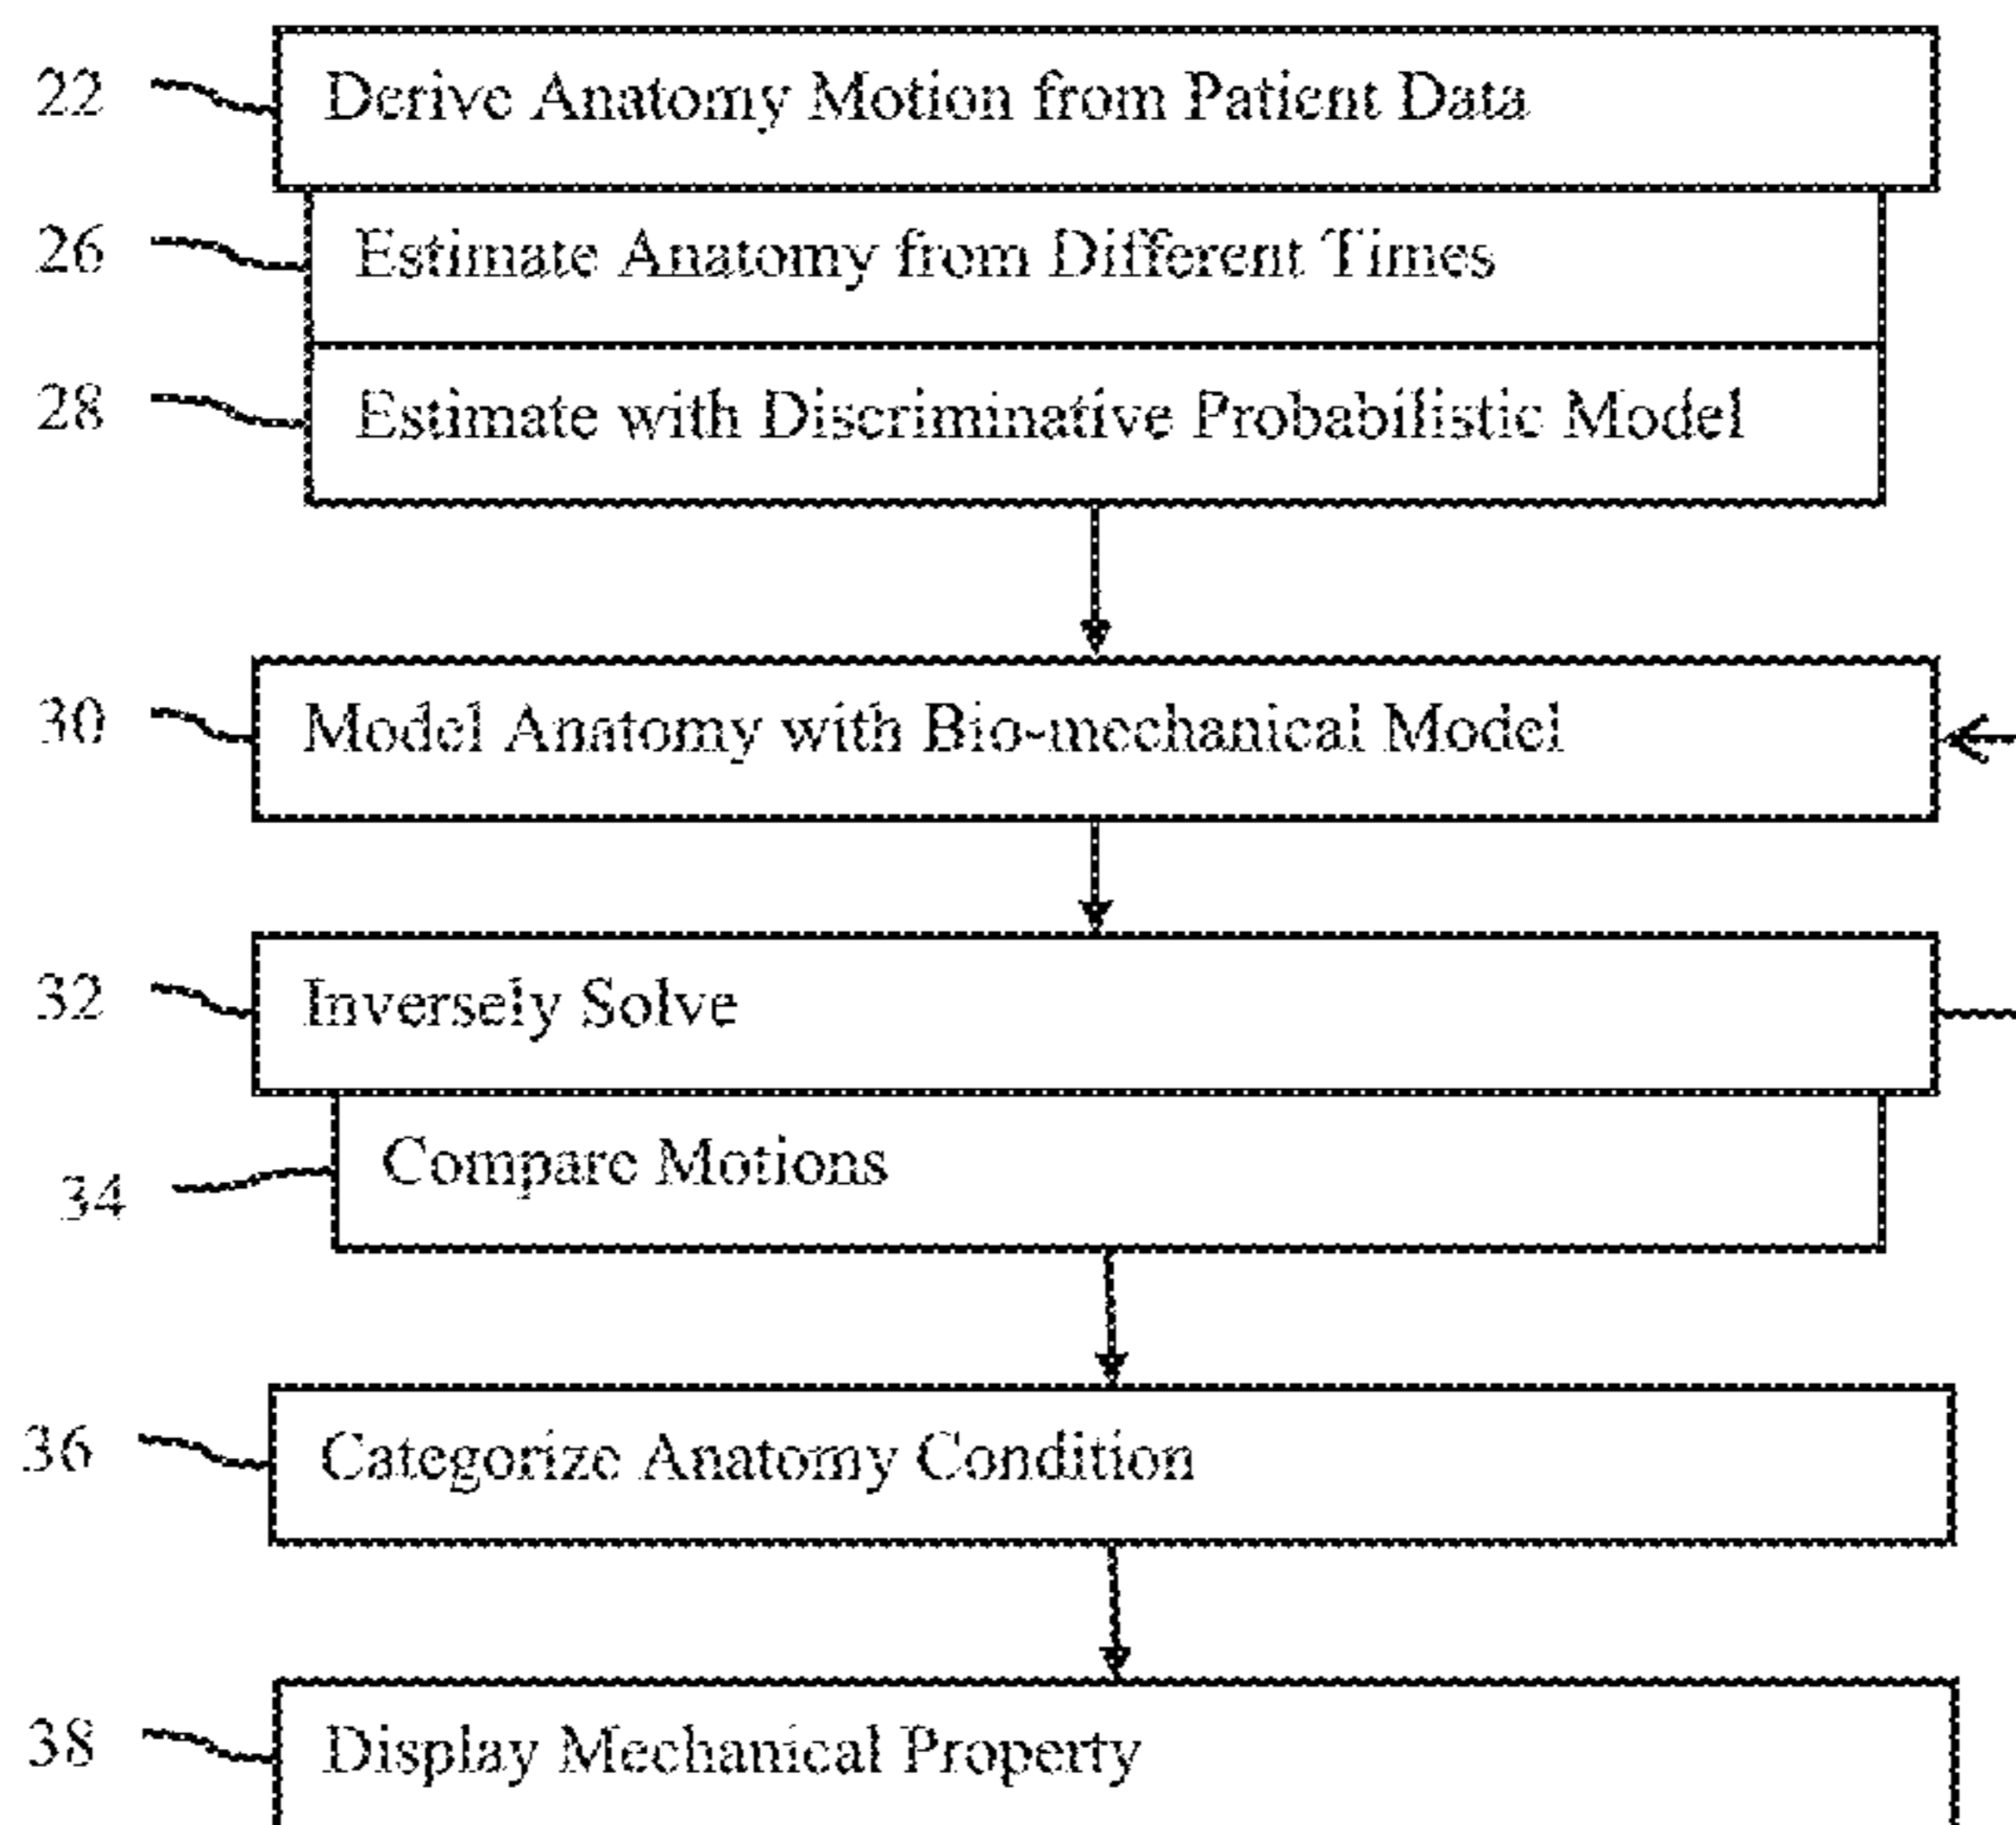 22 Derive Anatomy Motion from Patient Data
26 Estimate Anatomy from Different Times
28 Estimate with Discriminative Probabilistic Model
30 Model Anatomy with Bio-mechanical Model
32 Inversely Solve
34 Compare Motions
36 Categorize Anatomy Condition
38 Display Mechanical Property